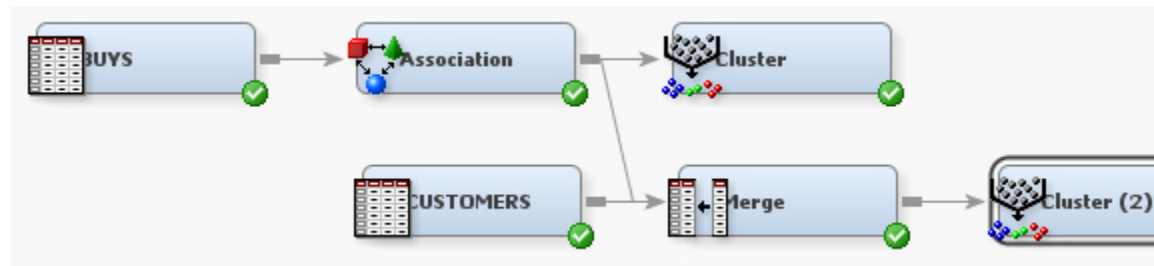 BUYS
Association
Cluster
CUSTOMERS
Merge
Cluster (2)